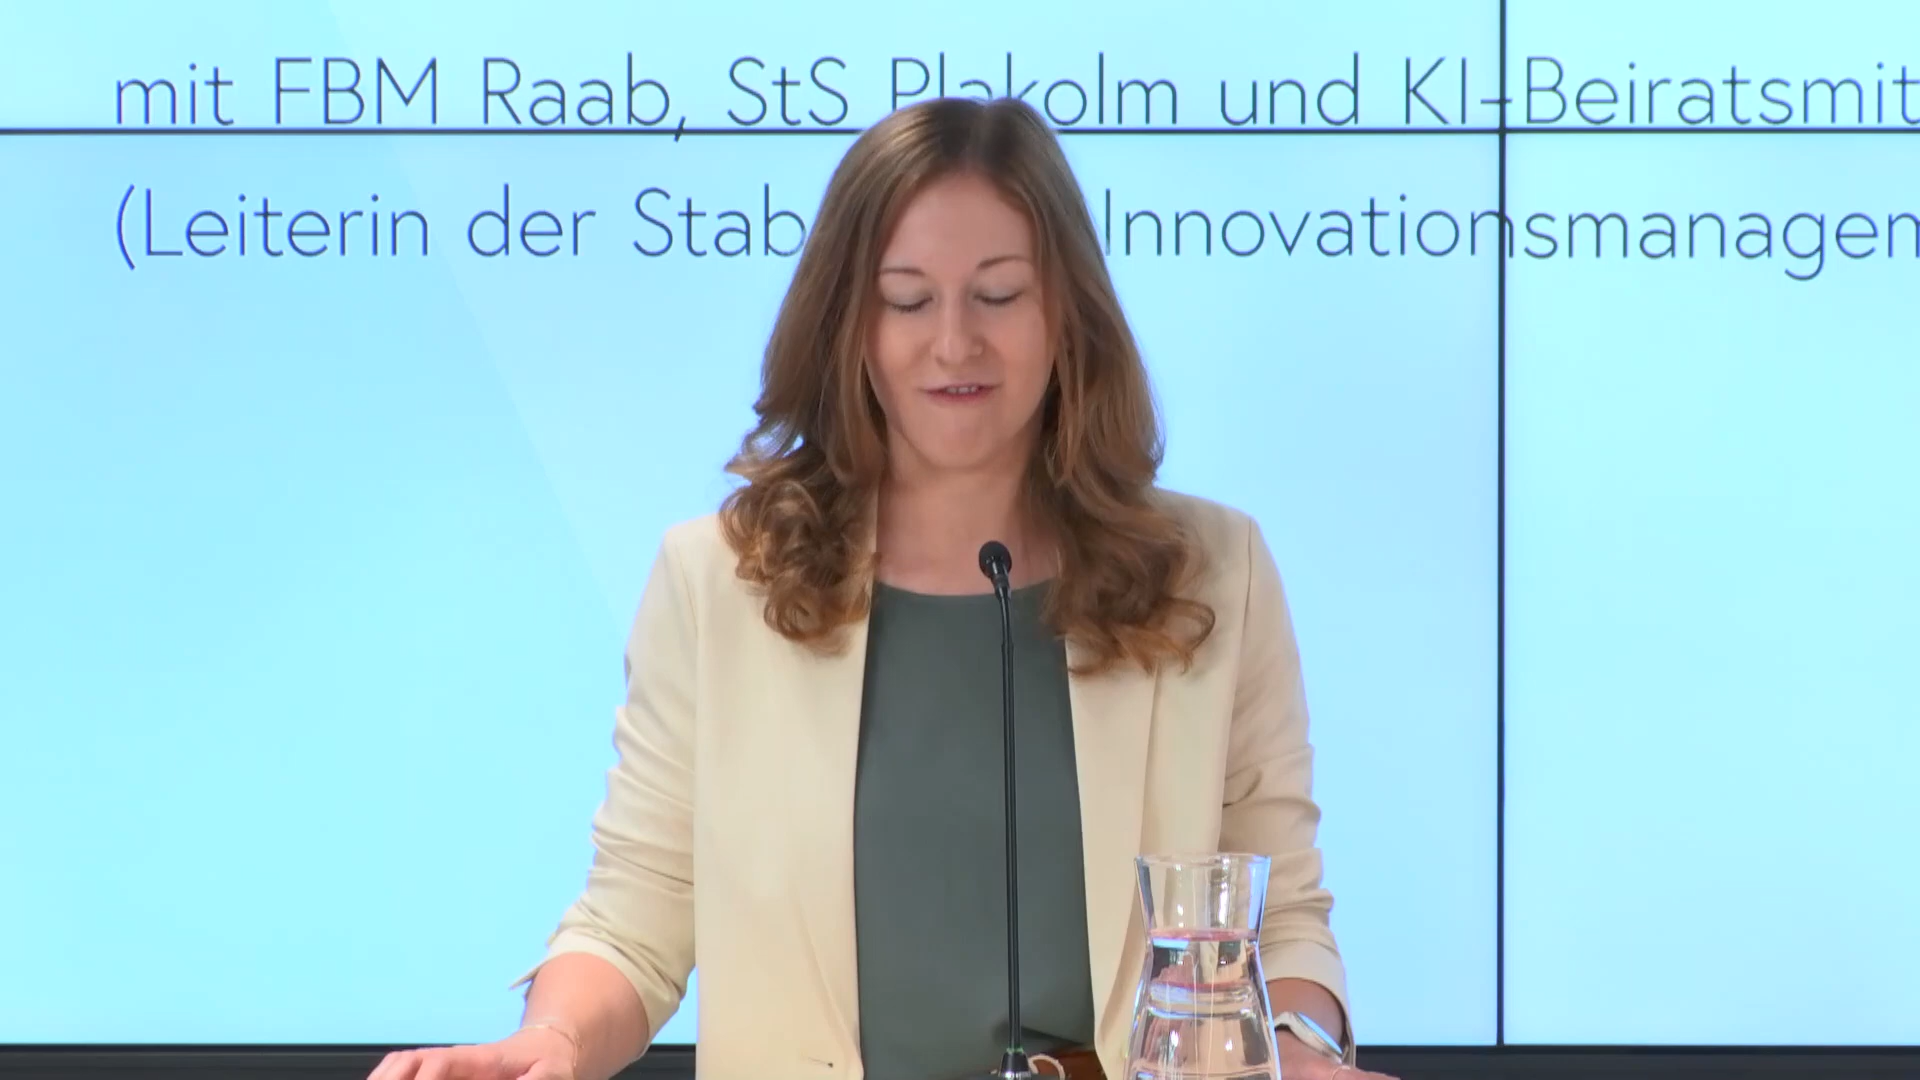 mit FBM Raab, StS Plakolm und KI-Beiratsmit
(Leiterin der Stab Innovationsmanagem